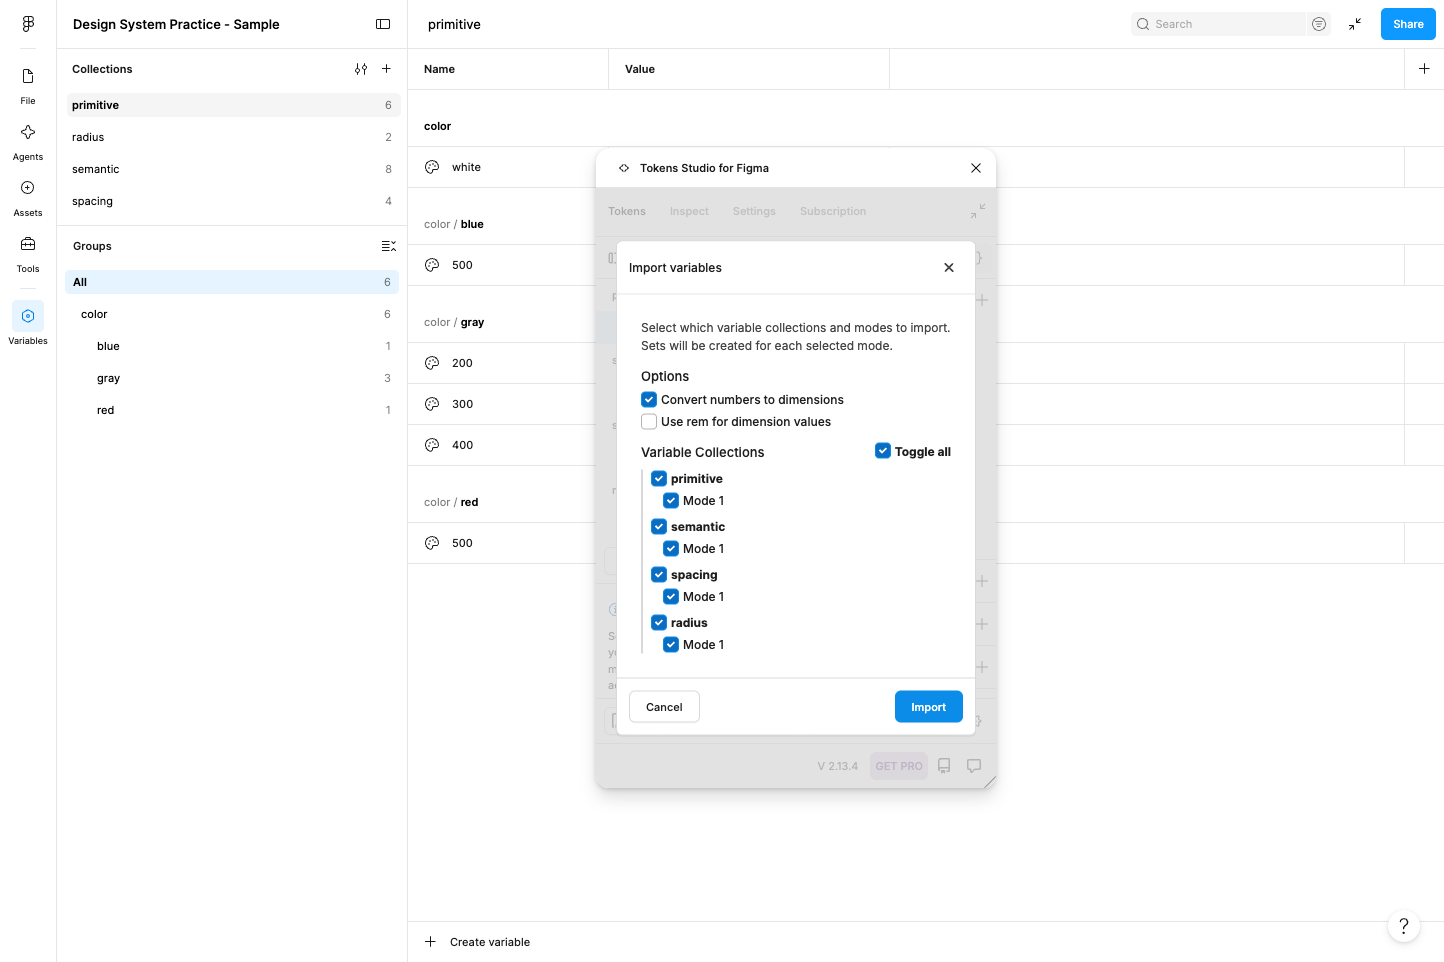 Design System Practice - Sample
File
Agents
Assets
Tools
Variables
Collections
primitive 6
radius 2
semantic 8
spacing 4
Groups
All 6
color 6
blue 1
gray 3
red 1
primitive
Search
Share
Name Value
color
white
color / blue
500
color / gray
200
300
400
color / red
500
Create variable
Tokens Studio for Figma
Tokens Inspect Settings Subscription
Import variables
Select which variable collections and modes to import.
Sets will be created for each selected mode.
Options
Convert numbers to dimensions
Use rem for dimension values
Variable Collections Toggle all
primitive
Mode 1
semantic
Mode 1
spacing
Mode 1
radius
Mode 1
Cancel Import
V 2.13.4 GET PRO
?